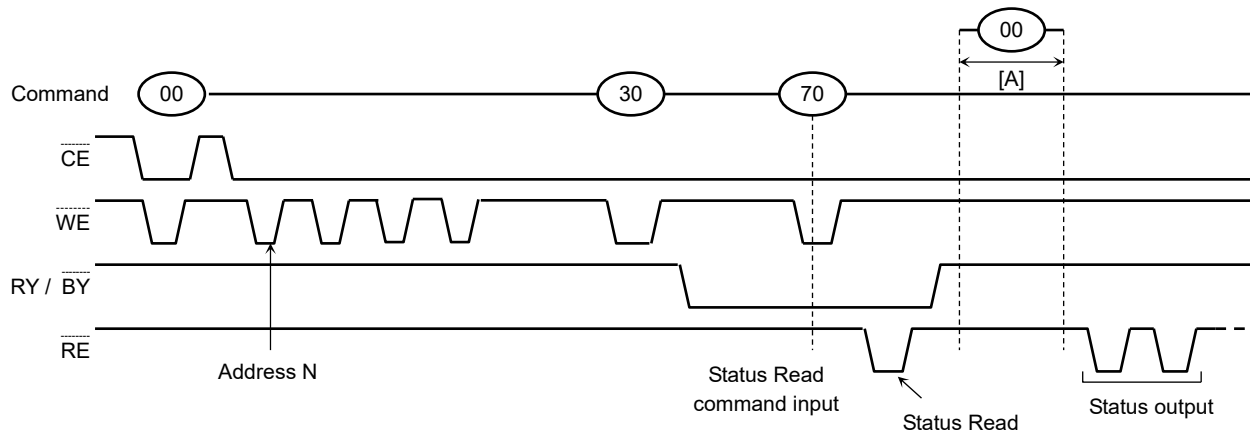 00
[A]
Command 00 30 70
CE
WE
RY / BY
RE
Address N
Status Read
command input
Status Read
Status output